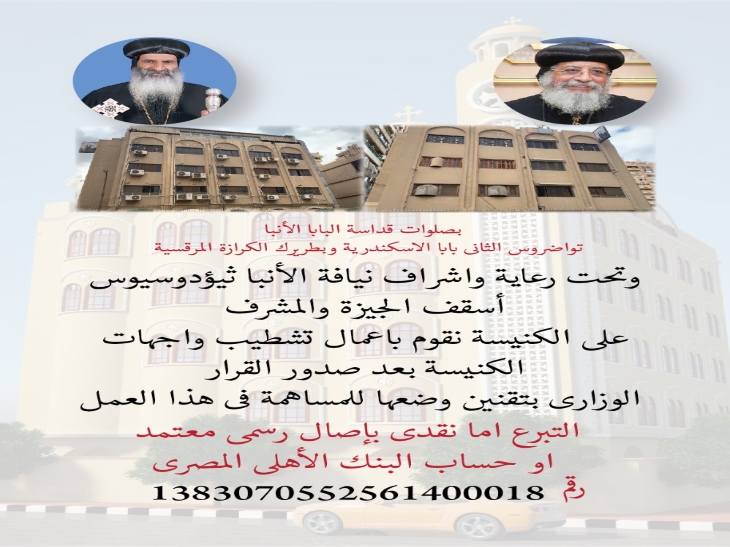 بصلوات قداسة البابا الأنبا
تواضروس الثانى بابا الاسكندرية وبطريرك الكرازة المرقسية
وتحت رعاية واشراف نيافة الأنبا ثيؤدوسيوس
أسقف الجيزة والمشرف
على الكنيسة نقوم باعمال تشطيب واجهات
الكنيسة بعد صدور القرار
الوزارى بتقنين وضعها للمساهمة فى هذا العمل
التبرع اما نقدى بإصال رسمى معتمد
او حساب البنك الأهلى المصرى
رقم 1383070552561400018